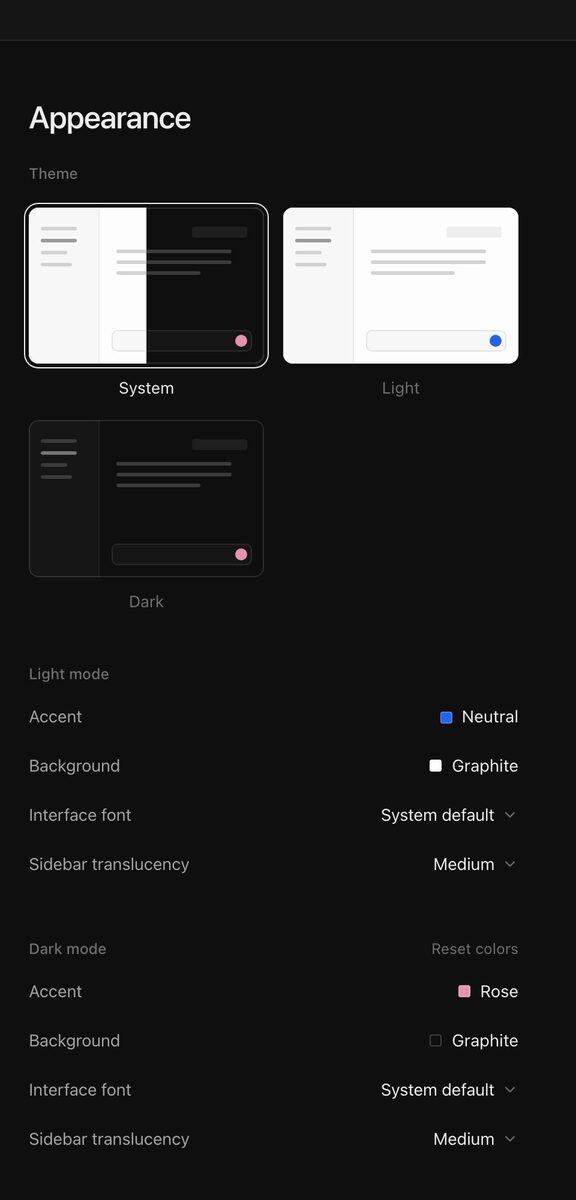 Appearance
Theme
System
Light
Dark
Light mode
Accent Neutral
Background Graphite
Interface font System default
Sidebar translucency Medium
Dark mode Reset colors
Accent Rose
Background Graphite
Interface font System default
Sidebar translucency Medium